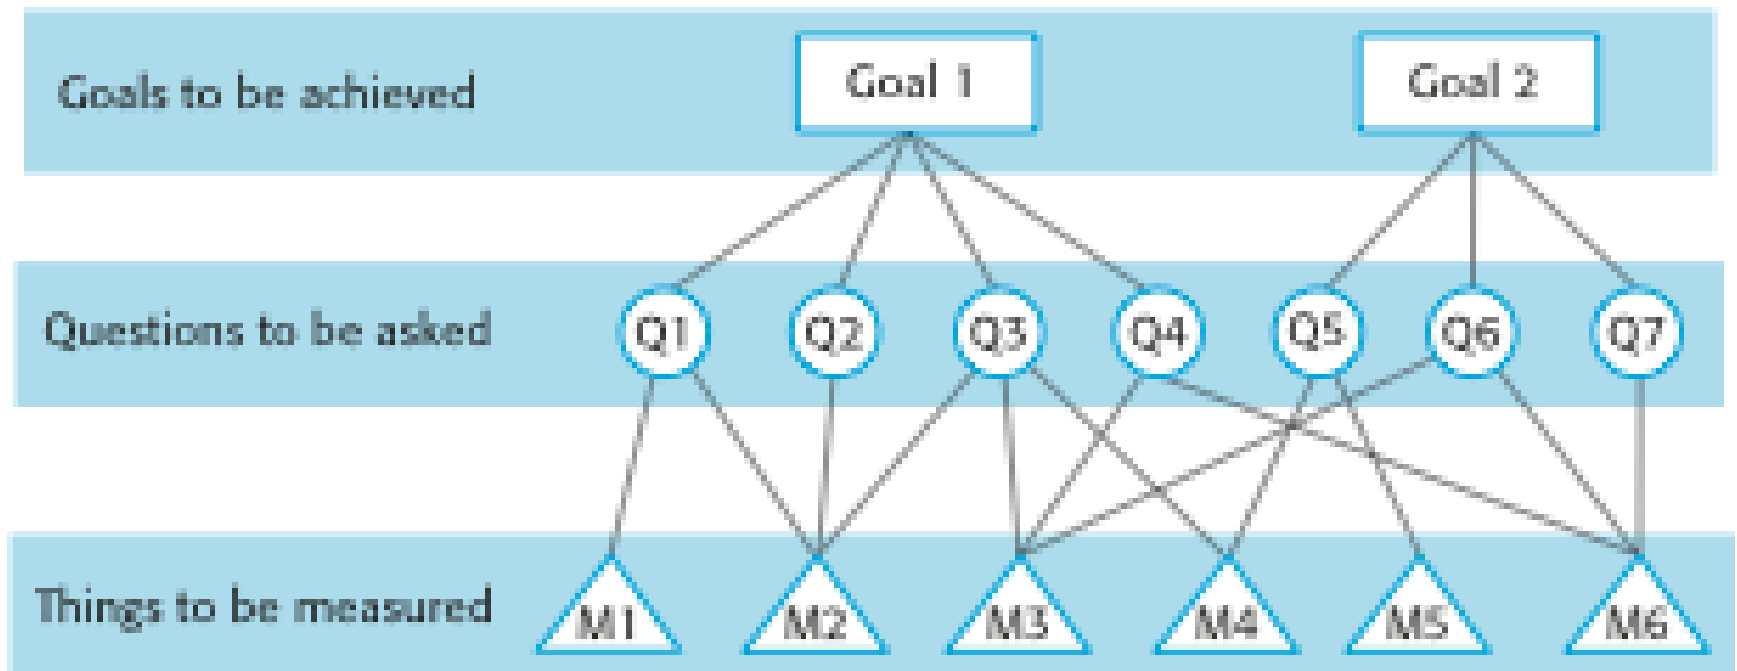 Goals to be achieved
Goal 1
Goal 2
Questions to be asked
Q1
Q2
Q3
Q4
Q5
Q6
Q7
Things to be measured
M1
M2
M3
M4
M5
M6